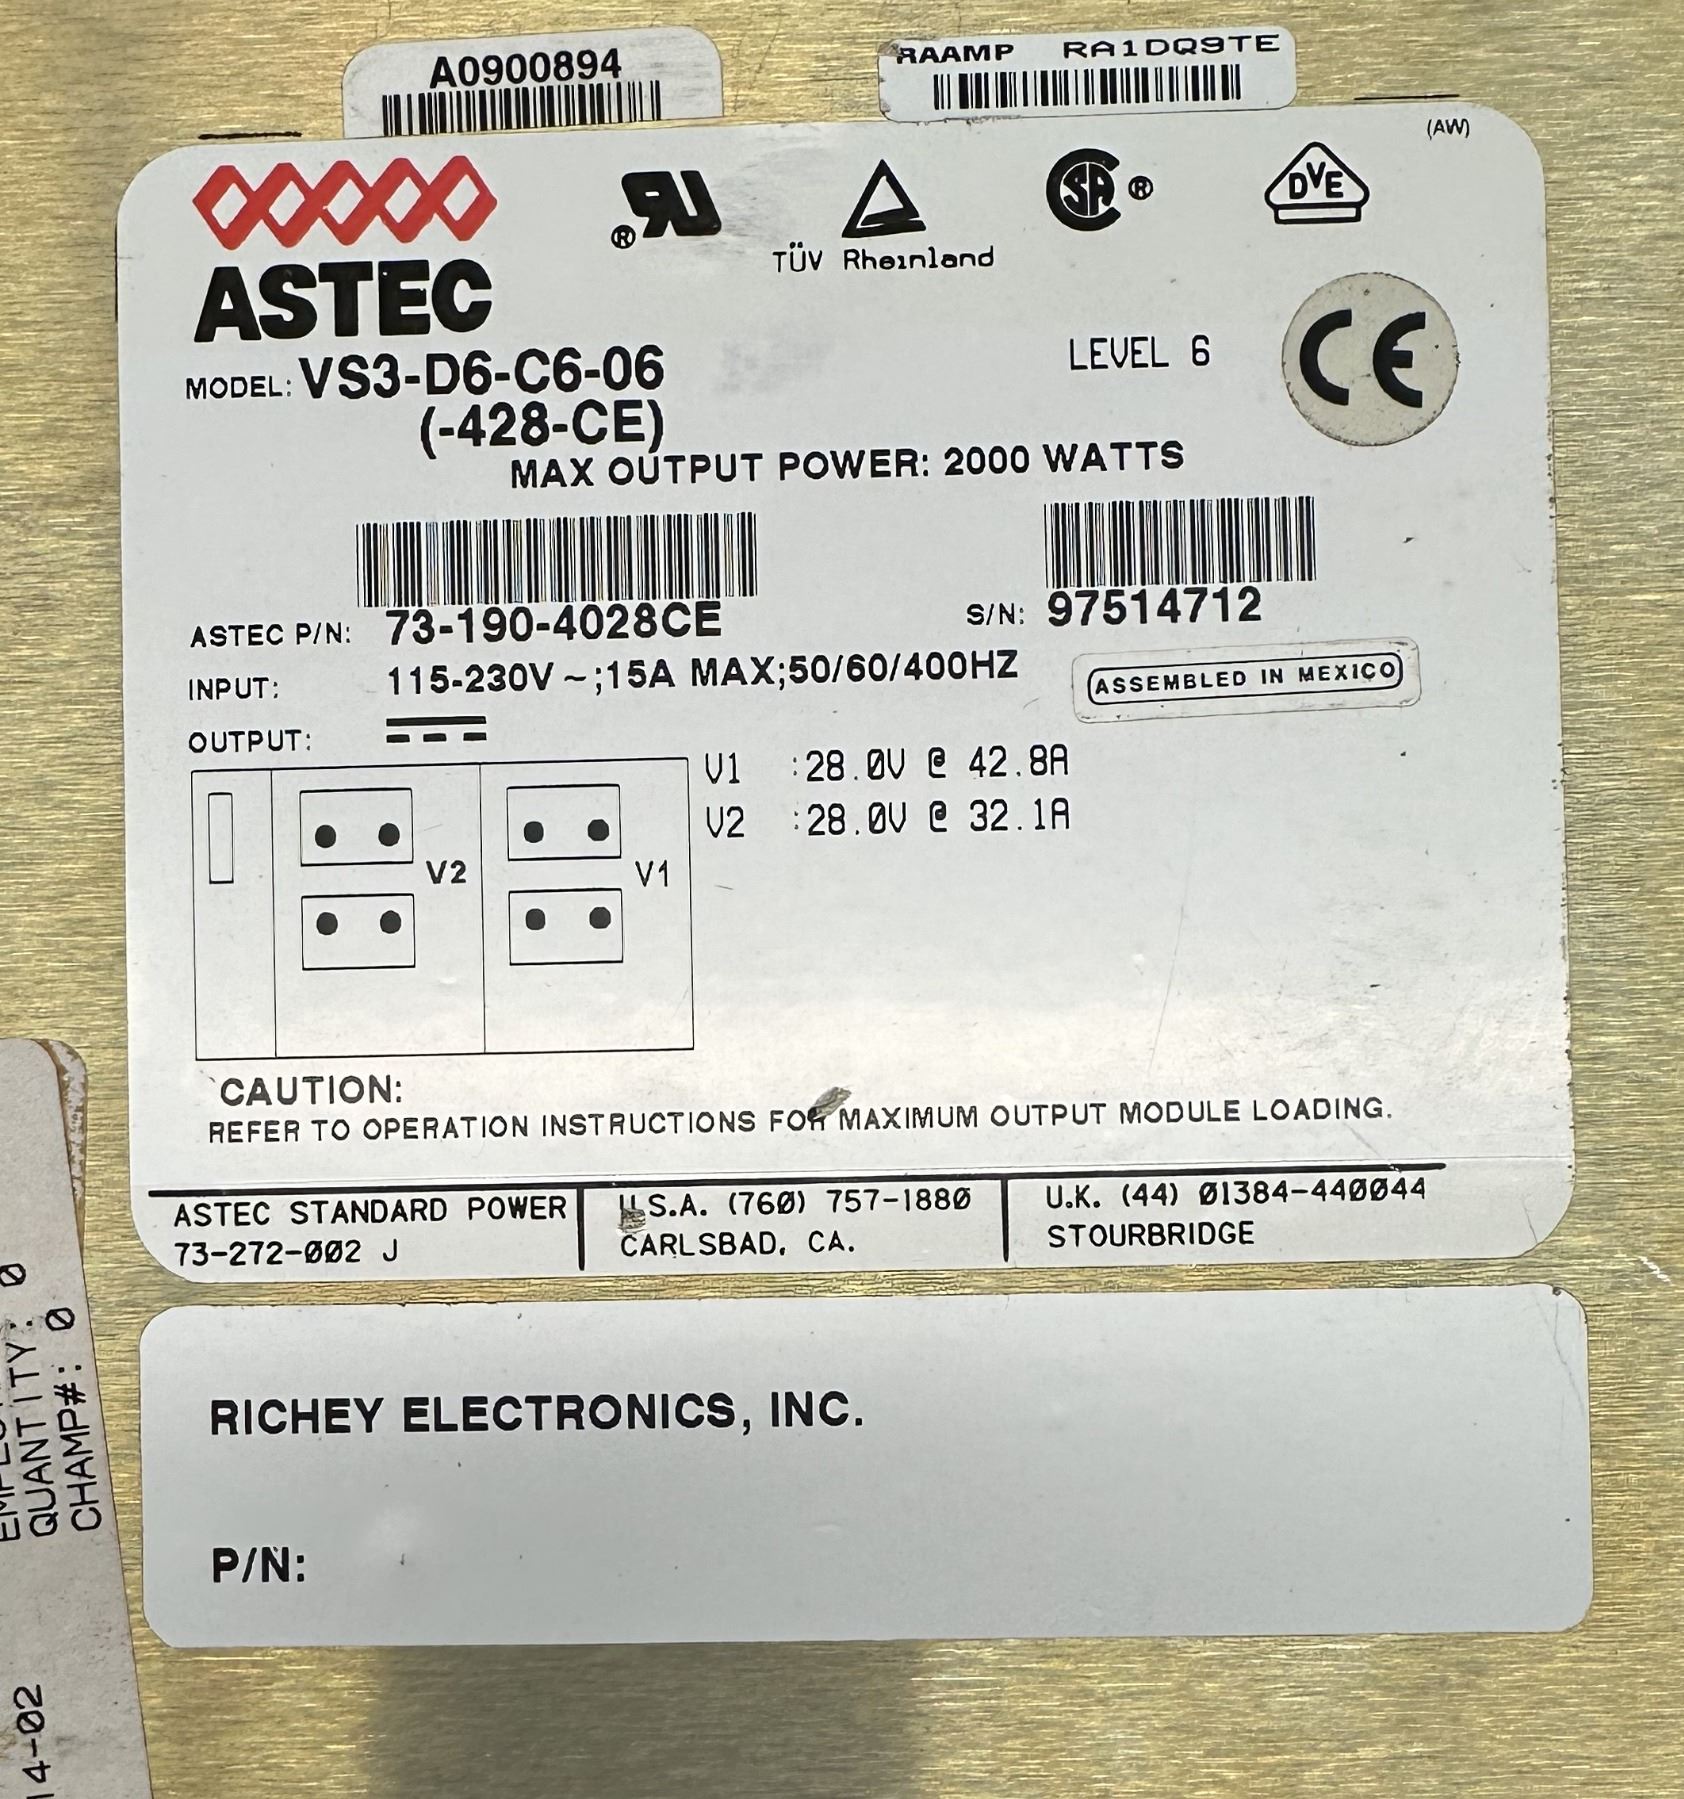 A0900894
RAAMP RA1DQ9TE
(AW)
ASTEC
TÜV Rheinland
MODEL: VS3-D6-C6-06
(-428-CE)
LEVEL 6
CE
MAX OUTPUT POWER: 2000 WATTS
ASTEC P/N: 73-190-4028CE
S/N: 97514712
INPUT: 115-230V ~;15A MAX;50/60/400HZ
ASSEMBLED IN MEXICO
OUTPUT:
V1 :28.0V @ 42.8A
V2 :28.0V @ 32.1A
V2 V1
CAUTION:
REFER TO OPERATION INSTRUCTIONS FOR MAXIMUM OUTPUT MODULE LOADING.
ASTEC STANDARD POWER
73-272-002 J
U.S.A. (760) 757-1880
CARLSBAD, CA.
U.K. (44) 01384-440044
STOURBRIDGE
RICHEY ELECTRONICS, INC.
P/N:
QUANTITY: 0
CHAMP#: 0
14-02